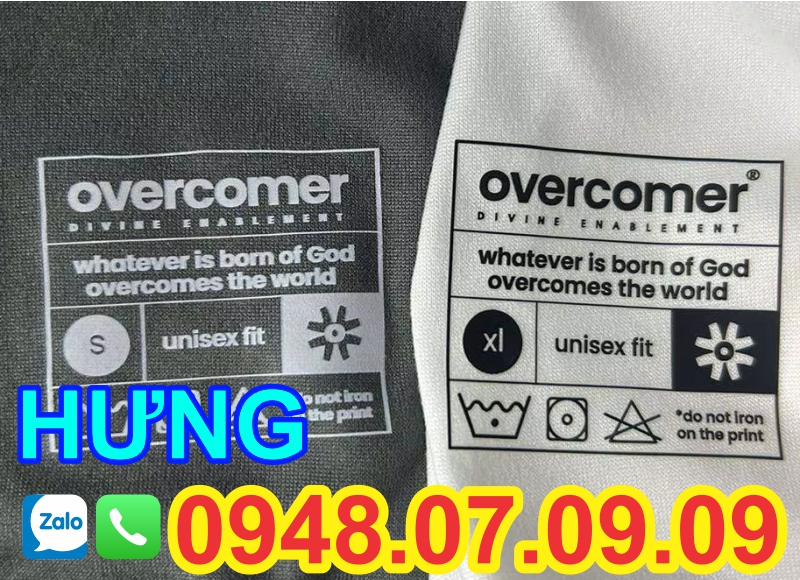 overcomer
DIVINE ENABLEMENT
whatever is born of God
overcomes the world
S
unisex fit
do not iron
the print
overcomer®
DIVINE ENABLEMENT
whatever is born of God
overcomes the world
xl
unisex fit
*do not iron
on the print
HƯNG
Zalo
0948.07.09.09